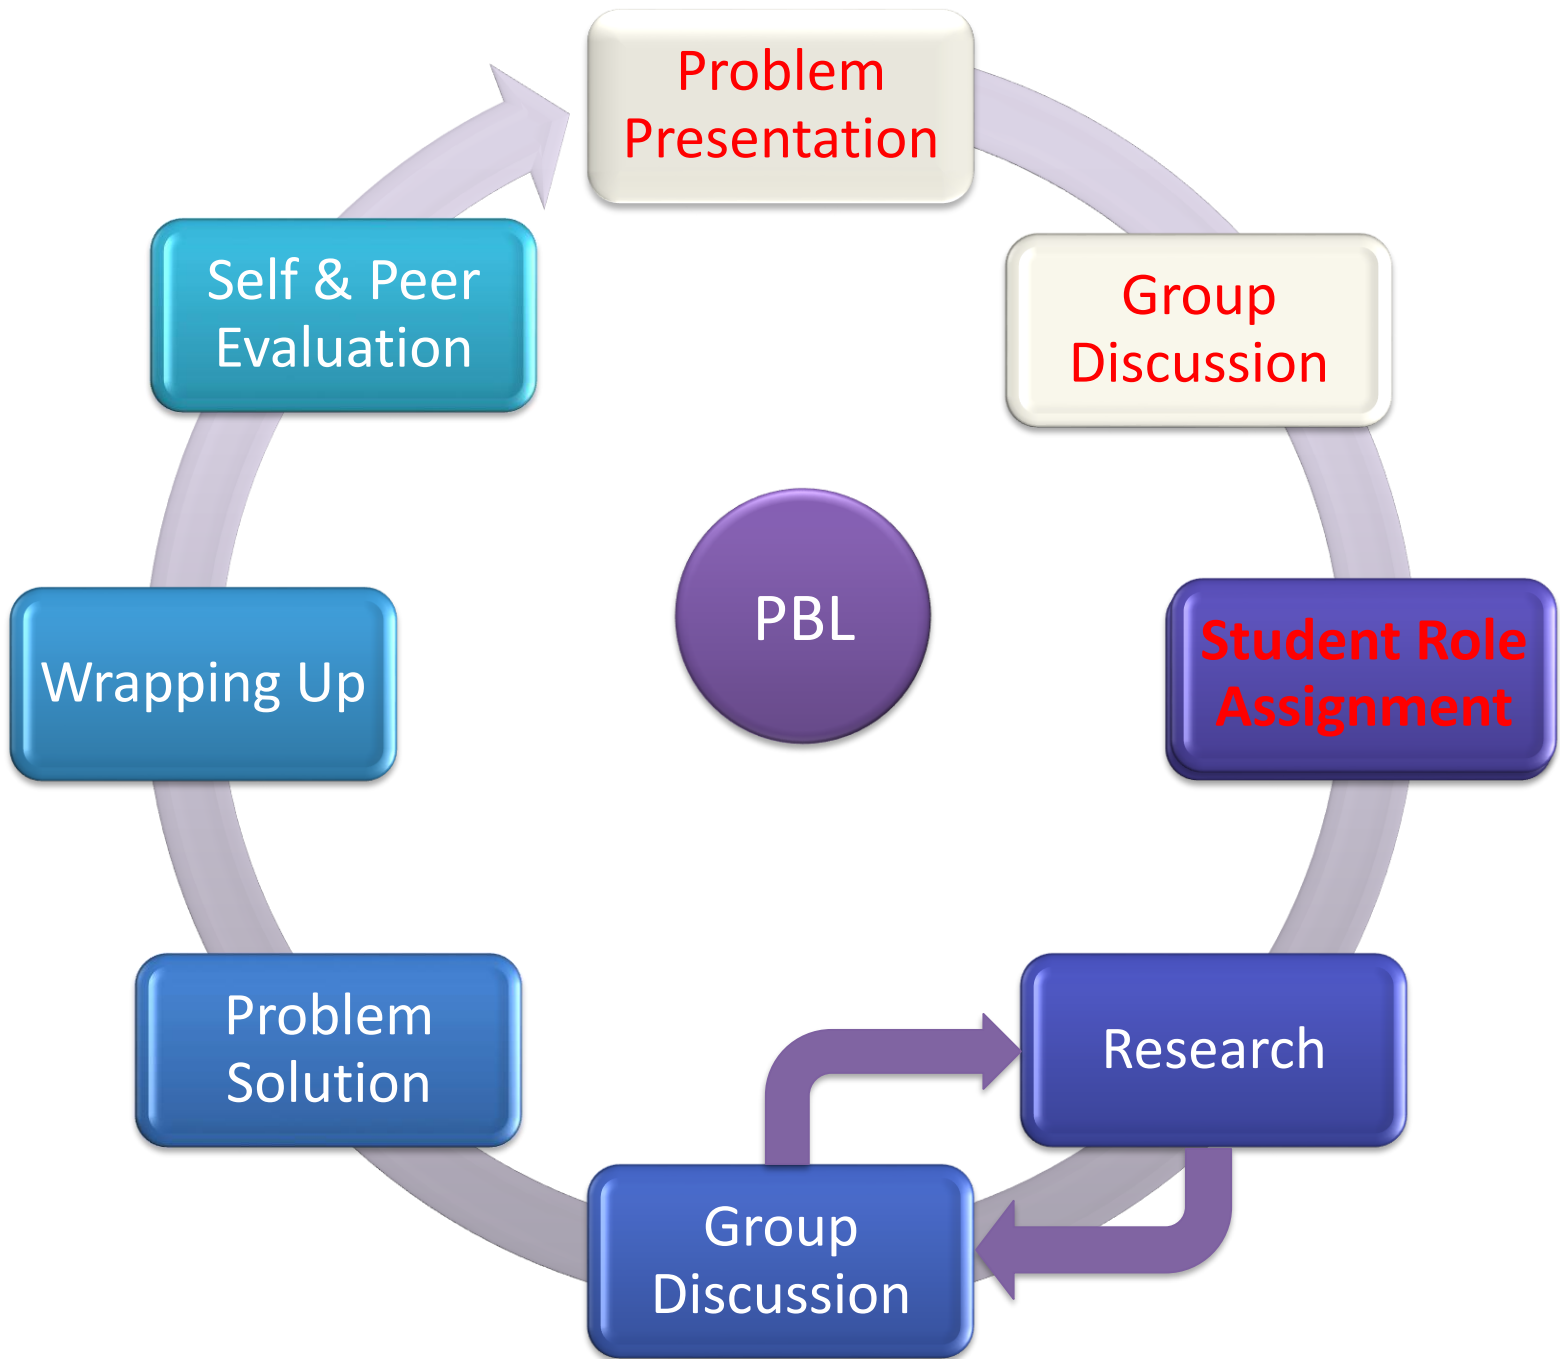 Problem
Presentation
Group
Discussion
Student Role
Assignment
Research
Group
Discussion
Problem
Solution
Wrapping Up
Self & Peer
Evaluation
PBL